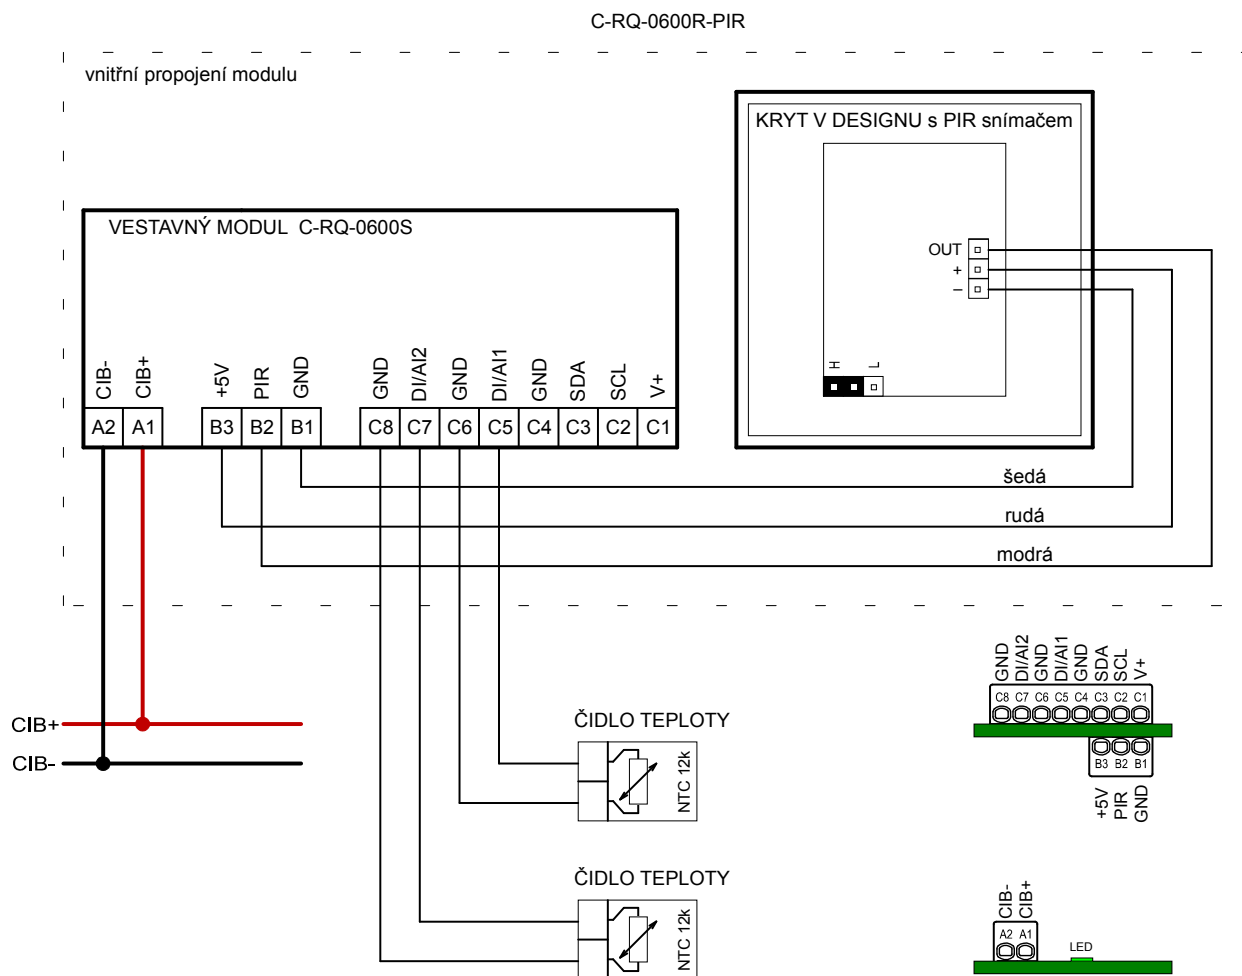 C-RQ-0600R-PIR
vnitřní propojení modulu
KRYT V DESIGNU s PIR snímačem
VESTAVNÝ MODUL C-RQ-0600S
OUT
+
–
H L
CIB- CIB+ +5V PIR GND GND DI/AI2 GND DI/AI1 GND SDA SCL V+
A2 A1 B3 B2 B1 C8 C7 C6 C5 C4 C3 C2 C1
šedá
rudá
modrá
GND DI/AI2 GND DI/AI1 GND SDA SCL V+
C8 C7 C6 C5 C4 C3 C2 C1
B3 B2 B1
+5V PIR GND
CIB+
CIB-
ČIDLO TEPLOTY
NTC 12k
ČIDLO TEPLOTY
NTC 12k
CIB- CIB+
A2 A1
LED